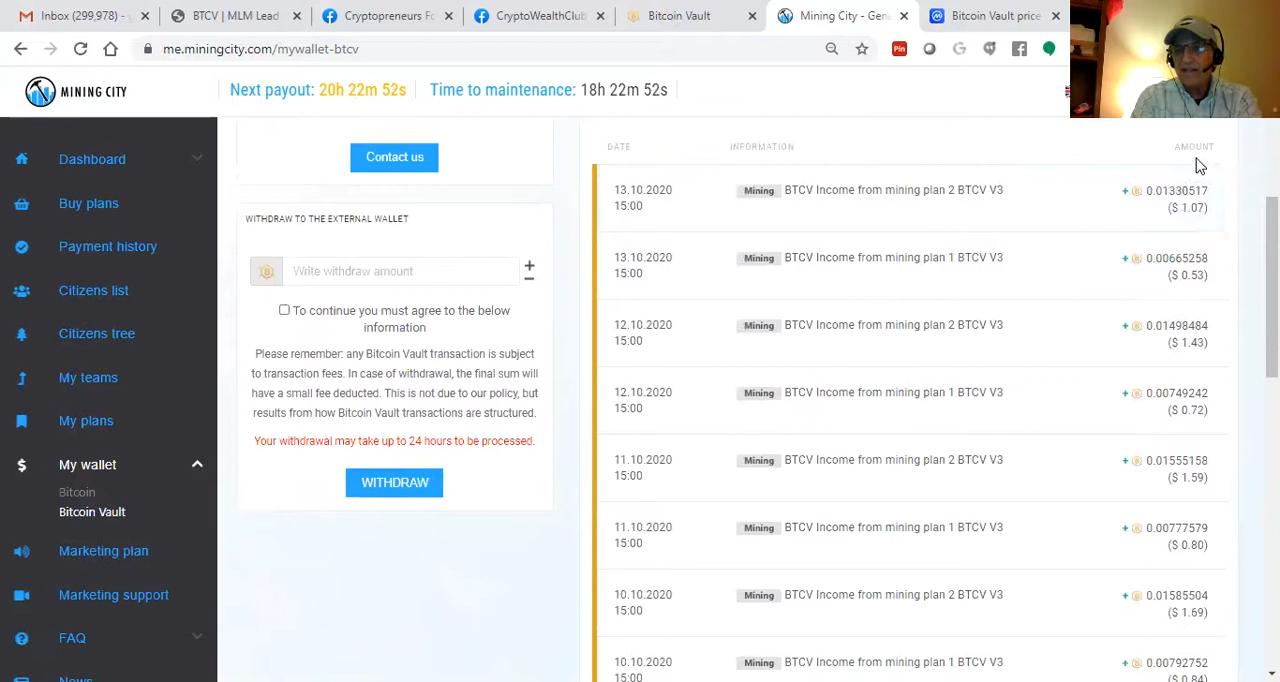 Inbox (299,978) - y
BTCV | MLM Lead
Cryptopreneurs Fo
CryptoWealthClub
Bitcoin Vault
Mining City - Gene
Bitcoin Vault price
me.miningcity.com/mywallet-btcv
Pin
MINING CITY
Next payout: 20h 22m 52s
Time to maintenance: 18h 22m 52s
Dashboard
Buy plans
Payment history
Citizens list
Citizens tree
My teams
My plans
My wallet
Bitcoin
Bitcoin Vault
Marketing plan
Marketing support
FAQ
News
Contact us
WITHDRAW TO THE EXTERNAL WALLET
Write withdraw amount
To continue you must agree to the below
information
Please remember: any Bitcoin Vault transaction is subject
to transaction fees. In case of withdrawal, the final sum will
have a small fee deducted. This is not due to our policy, but
results from how Bitcoin Vault transactions are structured.
Your withdrawal may take up to 24 hours to be processed.
WITHDRAW
DATE INFORMATION AMOUNT
13.10.2020 Mining BTCV Income from mining plan 2 BTCV V3 + 0.01330517
15:00 ($ 1.07)
13.10.2020 Mining BTCV Income from mining plan 1 BTCV V3 + 0.00665258
15:00 ($ 0.53)
12.10.2020 Mining BTCV Income from mining plan 2 BTCV V3 + 0.01498484
15:00 ($ 1.43)
12.10.2020 Mining BTCV Income from mining plan 1 BTCV V3 + 0.00749242
15:00 ($ 0.72)
11.10.2020 Mining BTCV Income from mining plan 2 BTCV V3 + 0.01555158
15:00 ($ 1.59)
11.10.2020 Mining BTCV Income from mining plan 1 BTCV V3 + 0.00777579
15:00 ($ 0.80)
10.10.2020 Mining BTCV Income from mining plan 2 BTCV V3 + 0.01585504
15:00 ($ 1.69)
10.10.2020 Mining BTCV Income from mining plan 1 BTCV V3 + 0.00792752
15:00 ($ 0.84)